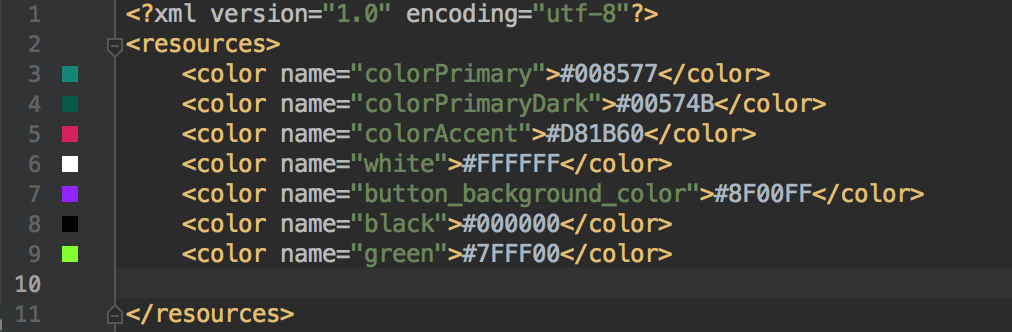 1 <?xml version="1.0" encoding="utf-8"?>
2 <resources>
3 <color name="colorPrimary">#008577</color>
4 <color name="colorPrimaryDark">#00574B</color>
5 <color name="colorAccent">#D81B60</color>
6 <color name="white">#FFFFFF</color>
7 <color name="button_background_color">#8F00FF</color>
8 <color name="black">#000000</color>
9 <color name="green">#7FFF00</color>
10
11 </resources>